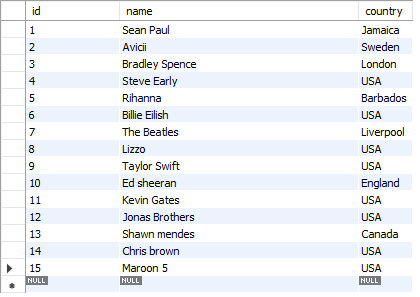 id name country
1 Sean Paul Jamaica
2 Avicii Sweden
3 Bradley Spence London
4 Steve Early USA
5 Rihanna Barbados
6 Billie Eilish USA
7 The Beatles Liverpool
8 Lizzo USA
9 Taylor Swift USA
10 Ed sheeran England
11 Kevin Gates USA
12 Jonas Brothers USA
13 Shawn mendes Canada
14 Chris brown USA
15 Maroon 5 USA
NULL NULL NULL